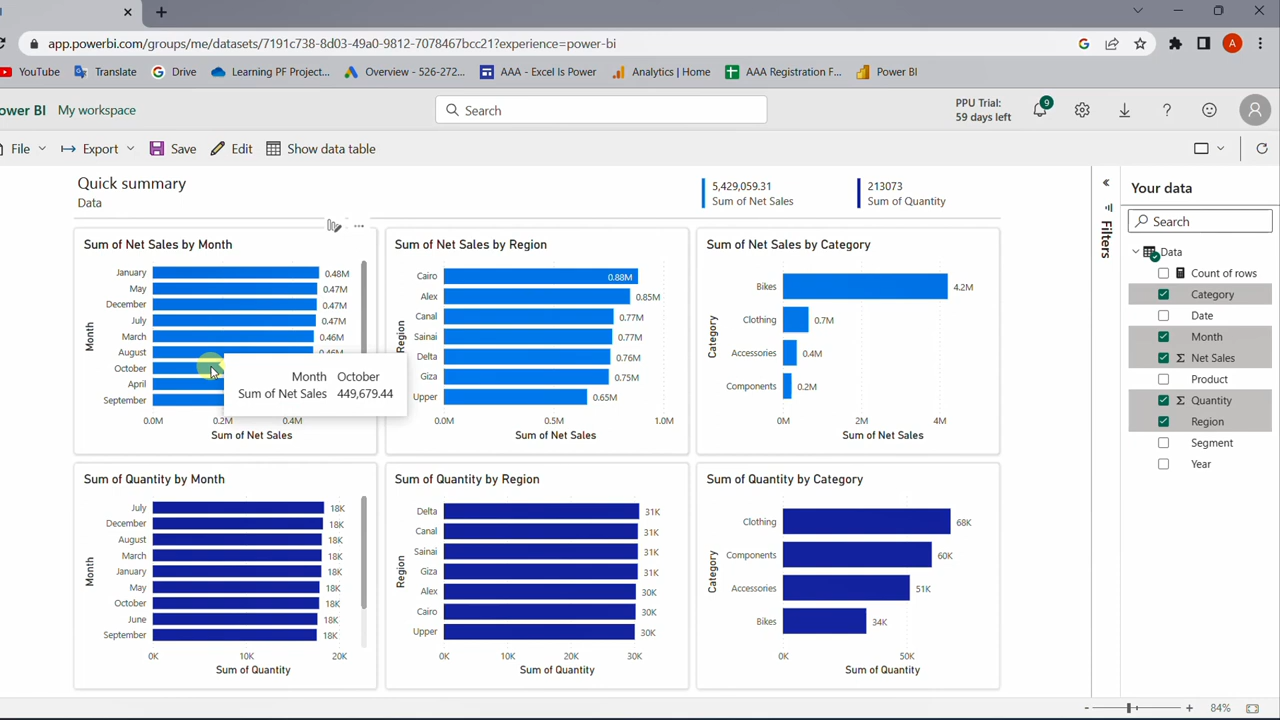 app.powerbi.com/groups/me/datasets/7191c738-8d03-49a0-9812-7078467bcc21?experience=power-bi
YouTube Translate Drive Learning PF Project... Overview - 526-272... AAA - Excel Is Power Analytics | Home AAA Registration F... Power BI
ower BI My workspace Search PPU Trial: 9
59 days left
File Export Save Edit Show data table
Quick summary
Data
5,429,059.31
Sum of Net Sales
213073
Sum of Quantity
Sum of Net Sales by Month
Month
January 0.48M
May 0.47M
December 0.47M
July 0.47M
March 0.46M
August 0.46M
October
April
September
0.0M 0.2M 0.4M
Sum of Net Sales
Month October
Sum of Net Sales 449,679.44
Sum of Net Sales by Region
Region
Cairo 0.88M
Alex 0.85M
Canal 0.77M
Sainai 0.77M
Delta 0.76M
Giza 0.75M
Upper 0.65M
0.0M 0.5M 1.0M
Sum of Net Sales
Sum of Net Sales by Category
Category
Bikes 4.2M
Clothing 0.7M
Accessories 0.4M
Components 0.2M
0M 2M 4M
Sum of Net Sales
Sum of Quantity by Month
Month
July 18K
December 18K
August 18K
March 18K
January 18K
May 18K
October 18K
June 18K
September 18K
0K 10K 20K
Sum of Quantity
Sum of Quantity by Region
Region
Delta 31K
Canal 31K
Sainai 31K
Giza 31K
Alex 30K
Cairo 30K
Upper 30K
0K 10K 20K 30K
Sum of Quantity
Sum of Quantity by Category
Category
Clothing 68K
Components 60K
Accessories 51K
Bikes 34K
0K 50K
Sum of Quantity
Filters
Your data
Search
Data
Count of rows
Category
Date
Month
Σ Net Sales
Product
Σ Quantity
Region
Segment
Year
- + 84%